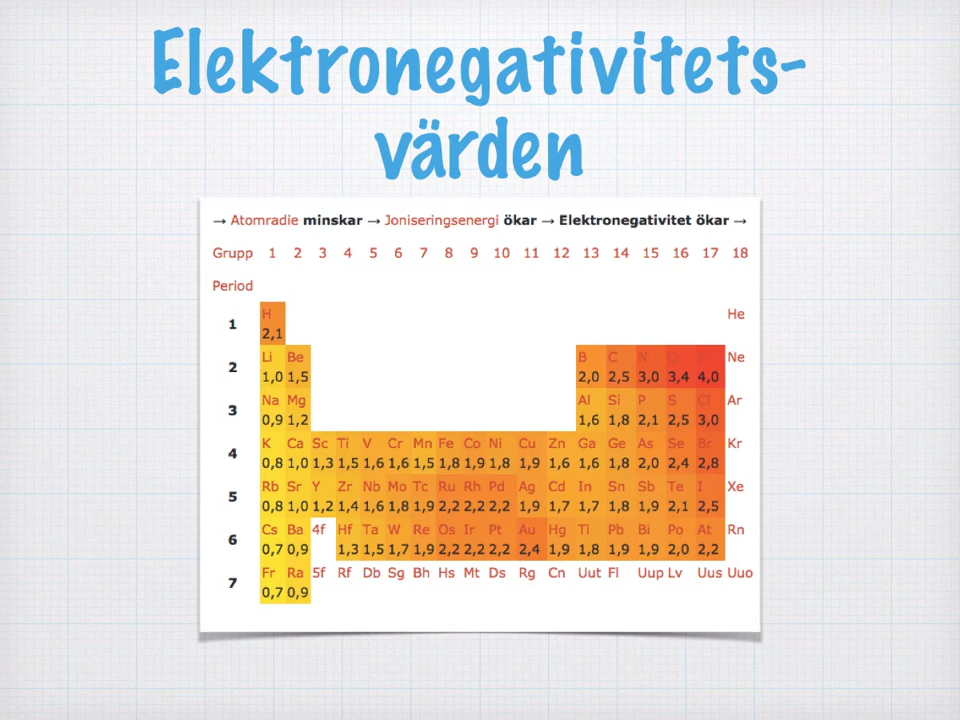 Elektronegativitets-
värden
→ Atomradie minskar → Joniseringsenergi ökar → Elektronegativitet ökar →
Grupp 1 2 3 4 5 6 7 8 9 10 11 12 13 14 15 16 17 18
Period
H He
1
2,1
Li Be B C N O F Ne
2
1,0 1,5 2,0 2,5 3,0 3,4 4,0
Na Mg Al Si P S Cl Ar
3
0,9 1,2 1,6 1,8 2,1 2,5 3,0
K Ca Sc Ti V Cr Mn Fe Co Ni Cu Zn Ga Ge As Se Br Kr
4
0,8 1,0 1,3 1,5 1,6 1,6 1,5 1,8 1,9 1,8 1,9 1,6 1,6 1,8 2,0 2,4 2,8
Rb Sr Y Zr Nb Mo Tc Ru Rh Pd Ag Cd In Sn Sb Te I Xe
5
0,8 1,0 1,2 1,4 1,6 1,8 1,9 2,2 2,2 2,2 1,9 1,7 1,7 1,8 1,9 2,1 2,5
Cs Ba 4f Hf Ta W Re Os Ir Pt Au Hg Tl Pb Bi Po At Rn
6
0,7 0,9 1,3 1,5 1,7 1,9 2,2 2,2 2,2 2,4 1,9 1,8 1,9 1,9 2,0 2,2
Fr Ra 5f Rf Db Sg Bh Hs Mt Ds Rg Cn Uut Fl Uup Lv Uus Uuo
7
0,7 0,9